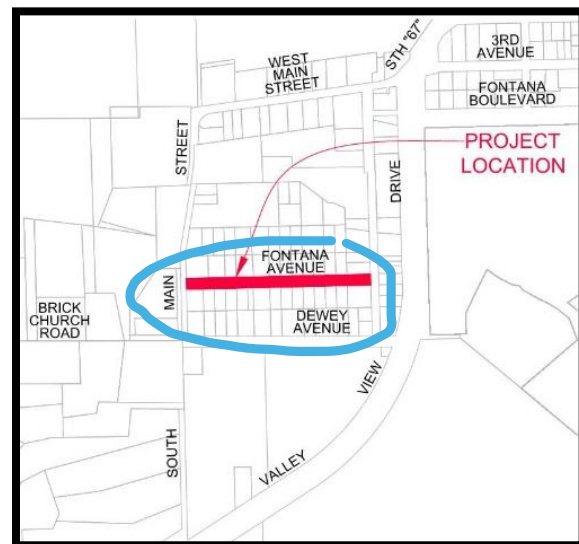 3RD
AVENUE
STH "67"
WEST
MAIN
STREET
FONTANA
BOULEVARD
PROJECT
LOCATION
STREET
DRIVE
FONTANA
AVENUE
MAIN
BRICK
CHURCH
ROAD
DEWEY
AVENUE
VIEW
SOUTH
VALLEY